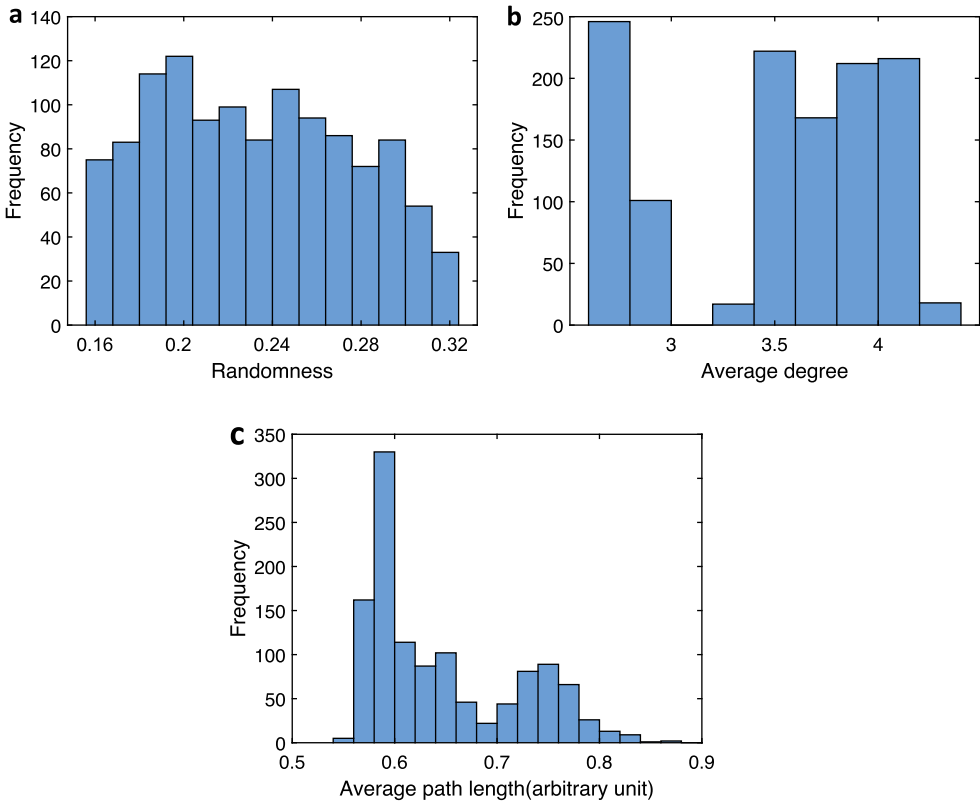 a
140
120
100
80
60
40
20
0
Frequency
0.16 0.2 0.24 0.28 0.32
Randomness
b
250
200
150
100
50
0
Frequency
3 3.5 4
Average degree
c
350
300
250
200
150
100
50
0
Frequency
0.5 0.6 0.7 0.8 0.9
Average path length(arbitrary unit)